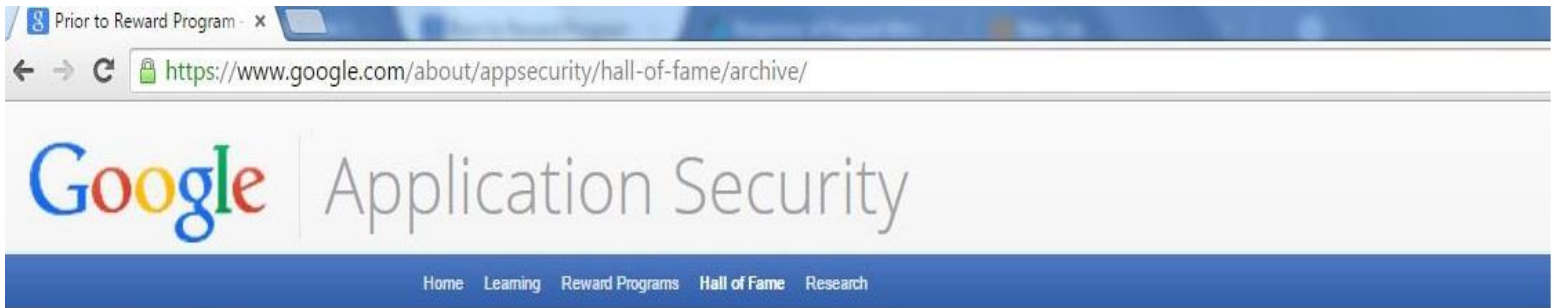 Prior to Reward Program -
https://www.google.com/about/appsecurity/hall-of-fame/archive/
Google Application Security
Home Learning Reward Programs Hall of Fame Research